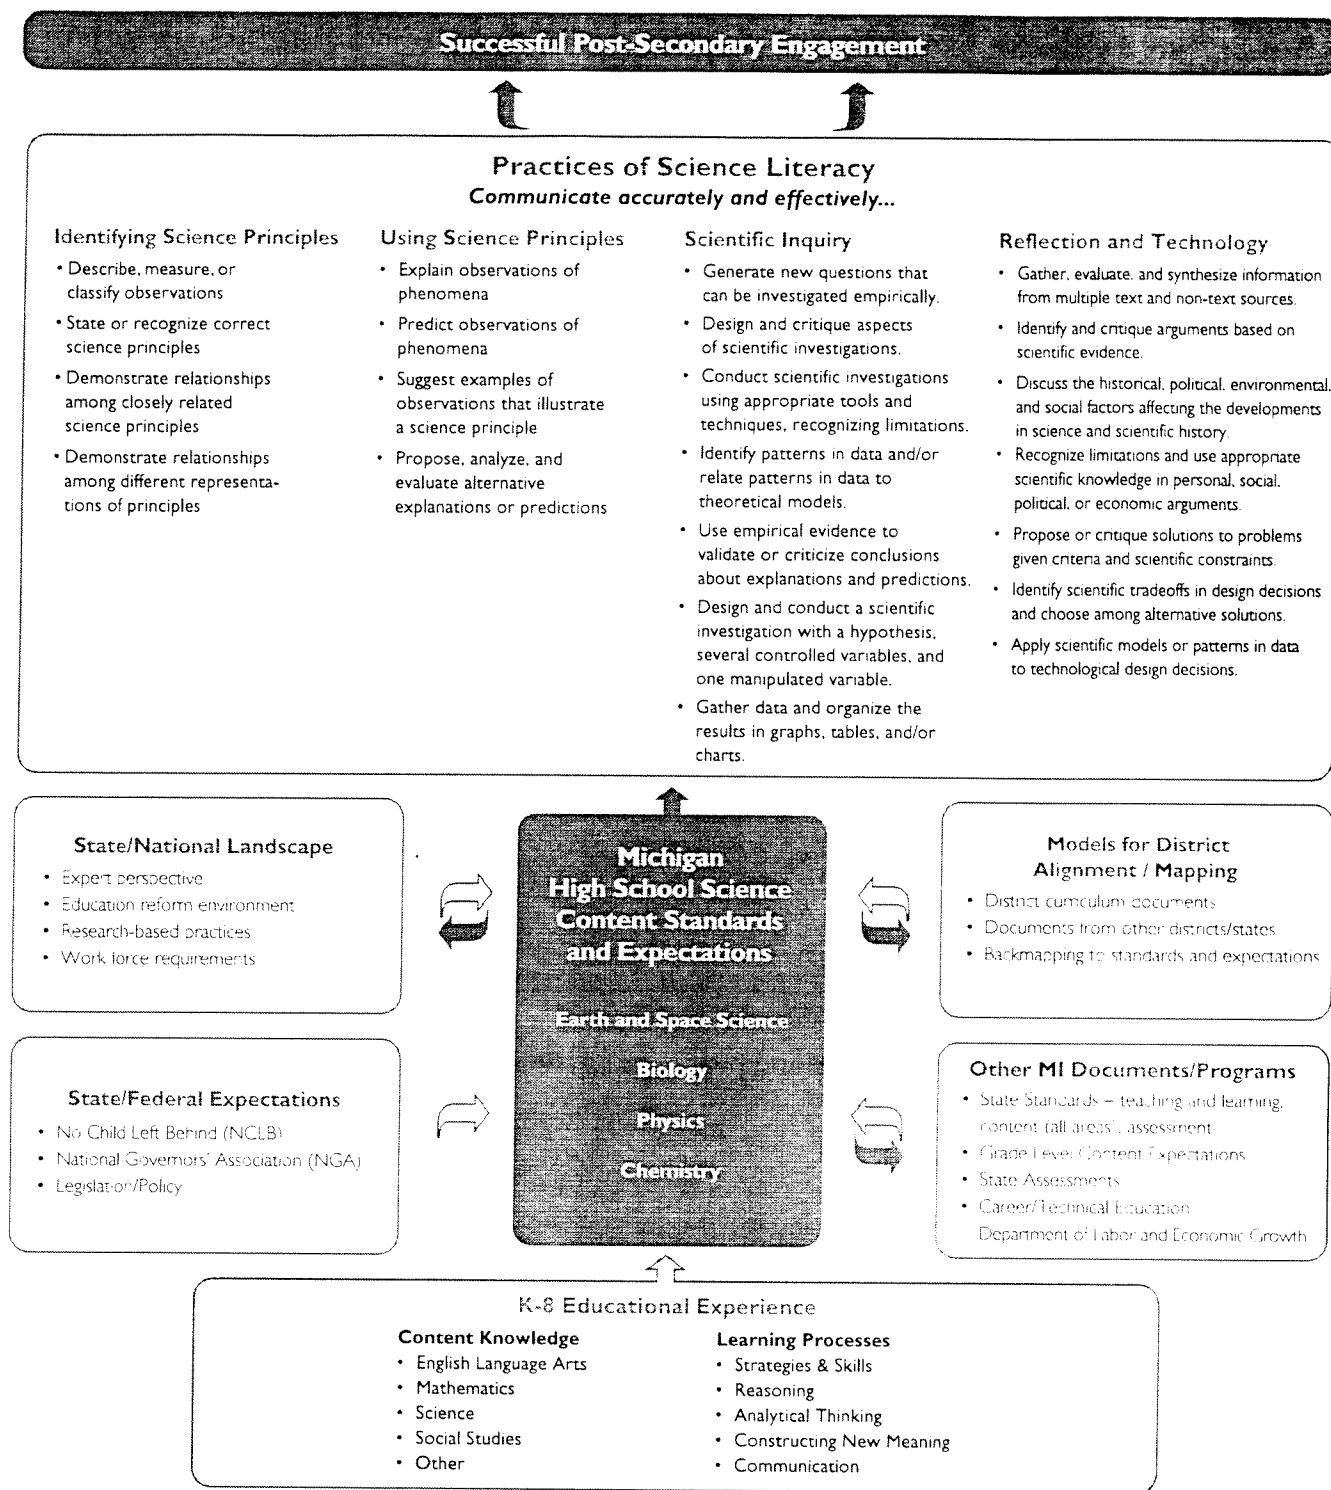 Successful Post-Secondary Engagement
Practices of Science Literacy
Communicate accurately and effectively...
Identifying Science Principles
• Describe, measure, or
classify observations
• State or recognize correct
science principles
• Demonstrate relationships
among closely related
science principles
• Demonstrate relationships
among different representa-
tions of principles
Using Science Principles
• Explain observations of
phenomena
• Predict observations of
phenomena
• Suggest examples of
observations that illustrate
a science principle
• Propose, analyze, and
evaluate alternative
explanations or predictions
Scientific Inquiry
• Generate new questions that
can be investigated empirically.
• Design and critique aspects
of scientific investigations.
• Conduct scientific investigations
using appropriate tools and
techniques, recognizing limitations.
• Identify patterns in data and/or
relate patterns in data to
theoretical models.
• Use empirical evidence to
validate or criticize conclusions
about explanations and predictions.
• Design and conduct a scientific
investigation with a hypothesis,
several controlled variables, and
one manipulated variable.
• Gather data and organize the
results in graphs, tables, and/or
charts.
Reflection and Technology
• Gather, evaluate, and synthesize information
from multiple text and non-text sources.
• Identify and critique arguments based on
scientific evidence.
• Discuss the historical, political, environmental,
and social factors affecting the developments
in science and scientific history.
• Recognize limitations and use appropriate
scientific knowledge in personal, social,
political, or economic arguments.
• Propose or critique solutions to problems
given criteria and scientific constraints.
• Identify scientific tradeoffs in design decisions
and choose among alternative solutions.
• Apply scientific models or patterns in data
to technological design decisions.
State/National Landscape
• Expert perspective
• Education reform environment
• Research-based practices
• Work force requirements
State/Federal Expectations
• No Child Left Behind (NCLB)
• National Governors' Association (NGA)
• Legislation/Policy
Michigan
High School Science
Content Standards
and Expectations
Earth and Space Science
Biology
Physics
Chemistry
Models for District
Alignment / Mapping
• District curriculum documents
• Documents from other districts/states
• Backmapping to standards and expectations
Other MI Documents/Programs
• State Standards – teaching and learning,
content (all areas), assessment
• Grade Level Content Expectations
• State Assessments
• Career/Technical Education
Department of Labor and Economic Growth
K-8 Educational Experience
Content Knowledge
• English Language Arts
• Mathematics
• Science
• Social Studies
• Other
Learning Processes
• Strategies & Skills
• Reasoning
• Analytical Thinking
• Constructing New Meaning
• Communication